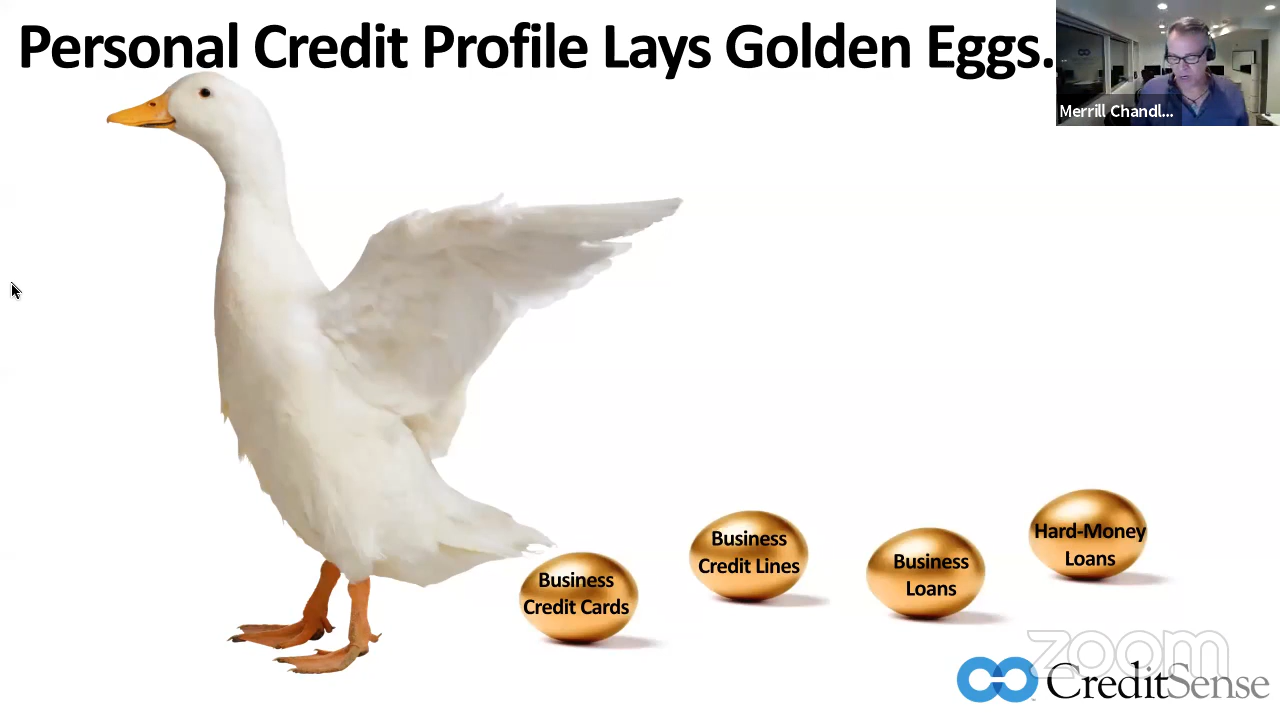 Personal Credit Profile Lays Golden Eggs.
Merrill Chandl...
Business
Credit Cards
Business
Credit Lines
Business
Loans
Hard-Money
Loans
zoom
CreditSense